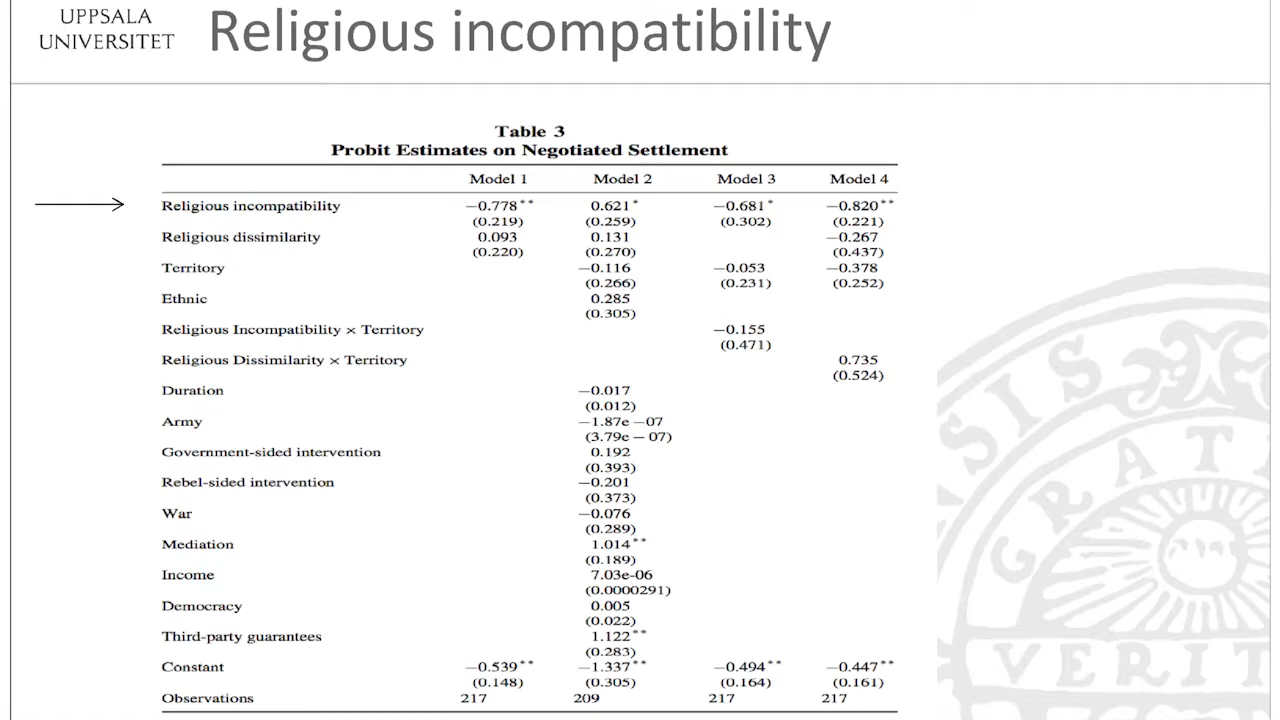 UPPSALA
UNIVERSITET
Religious incompatibility
Table 3
Probit Estimates on Negotiated Settlement
Model 1 Model 2 Model 3 Model 4
Religious incompatibility −0.778** 0.621* −0.681* −0.820**
(0.219) (0.259) (0.302) (0.221)
Religious dissimilarity 0.093 0.131 −0.267
(0.220) (0.270) (0.437)
Territory −0.116 −0.053 −0.378
(0.266) (0.231) (0.252)
Ethnic 0.285
(0.305)
Religious Incompatibility × Territory −0.155
(0.471)
Religious Dissimilarity × Territory 0.735
(0.524)
Duration −0.017
(0.012)
Army −1.87e −07
(3.79e − 07)
Government-sided intervention 0.192
(0.393)
Rebel-sided intervention −0.201
(0.373)
War −0.076
(0.289)
Mediation 1.014**
(0.189)
Income 7.03e-06
(0.0000291)
Democracy 0.005
(0.022)
Third-party guarantees 1.122**
(0.283)
Constant −0.539** −1.337** −0.494** −0.447**
(0.148) (0.305) (0.164) (0.161)
Observations 217 209 217 217
SIS
GRAT
VERIT